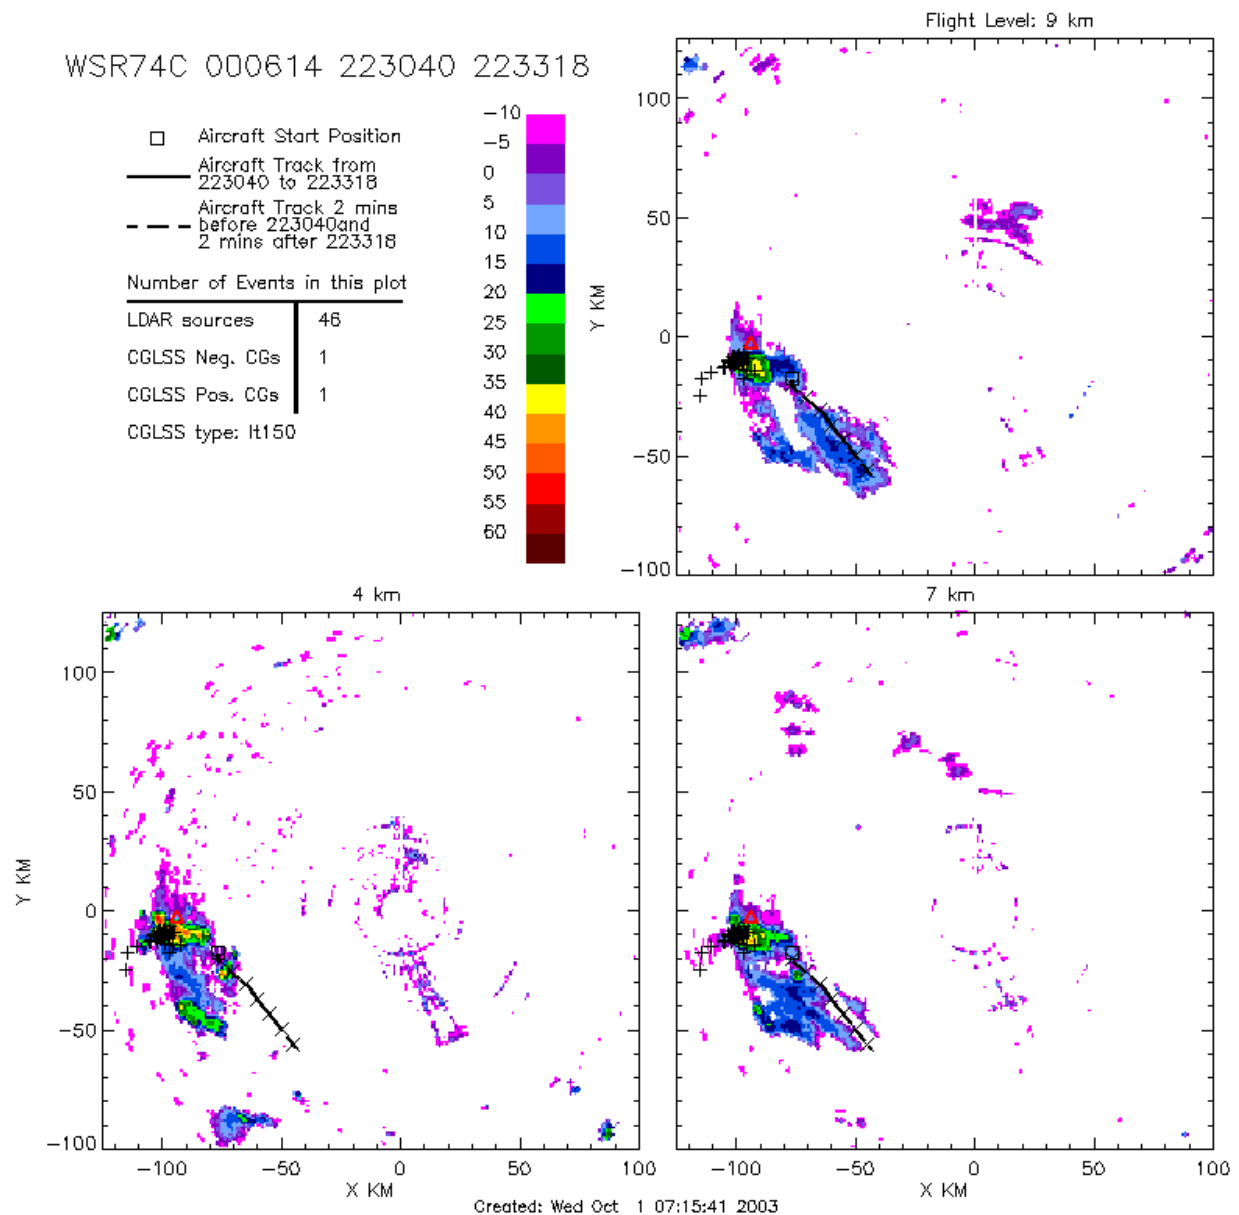 Flight Level: 9 km
WSR74C 000614 223040 223318
Aircraft Start Position
Aircraft Track from
223040 to 223318
Aircraft Track 2 mins
before 223040and
2 mins after 223318
Number of Events in this plot
LDAR sources 46
CGLSS Neg. CGs 1
CGLSS Pos. CGs 1
CGLSS type: lt150
-10
-5
0
5
10
15
20
25
30
35
40
45
50
55
60
Y KM
100
50
0
-50
-100
-100 -50 0 50 100
4 km
7 km
Y KM
100
50
0
-50
-100
-100 -50 0 50 100
X KM
-100 -50 0 50 100
X KM
Created: Wed Oct 1 07:15:41 2003